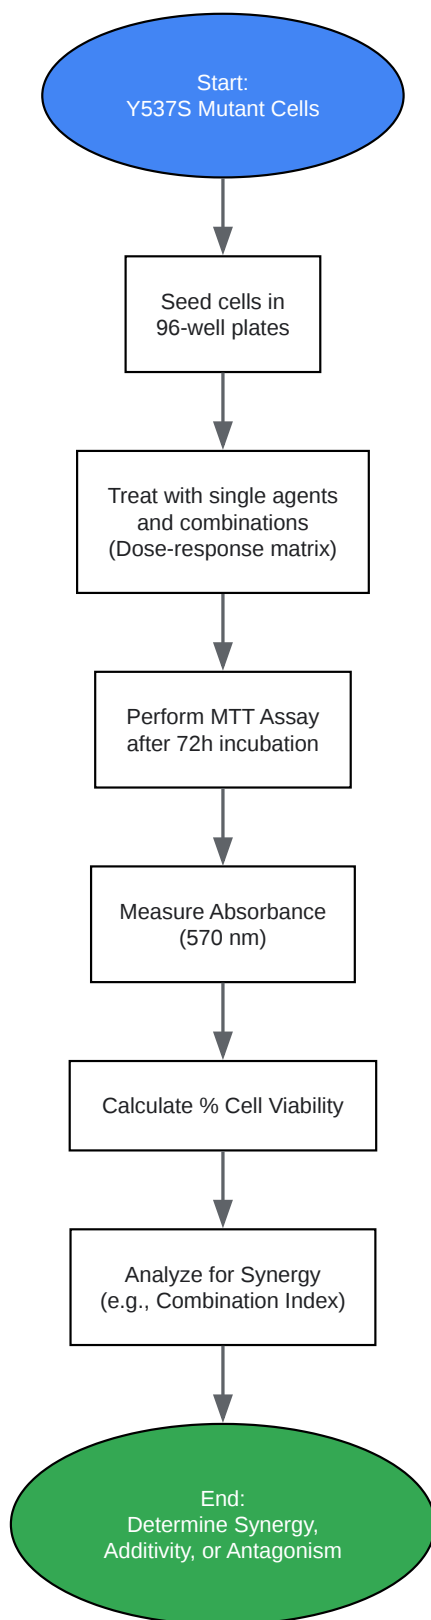 Start:
Y537S Mutant Cells
Seed cells in
96-well plates
Treat with single agents
and combinations
(Dose-response matrix)
Perform MTT Assay
after 72h incubation
Measure Absorbance
(570 nm)
Calculate % Cell Viability
Analyze for Synergy
(e.g., Combination Index)
End:
Determine Synergy,
Additivity, or Antagonism